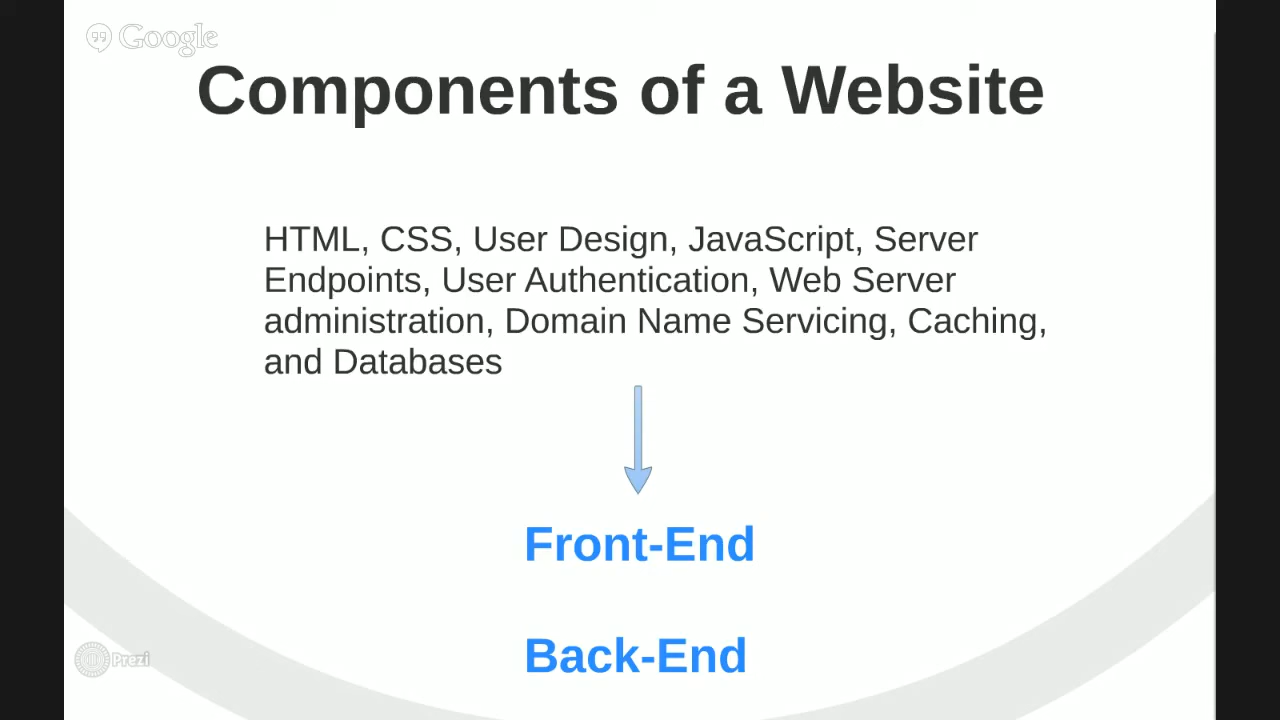 Google
Components of a Website
HTML, CSS, User Design, JavaScript, Server
Endpoints, User Authentication, Web Server
administration, Domain Name Servicing, Caching,
and Databases
Front-End
Back-End
Prezi